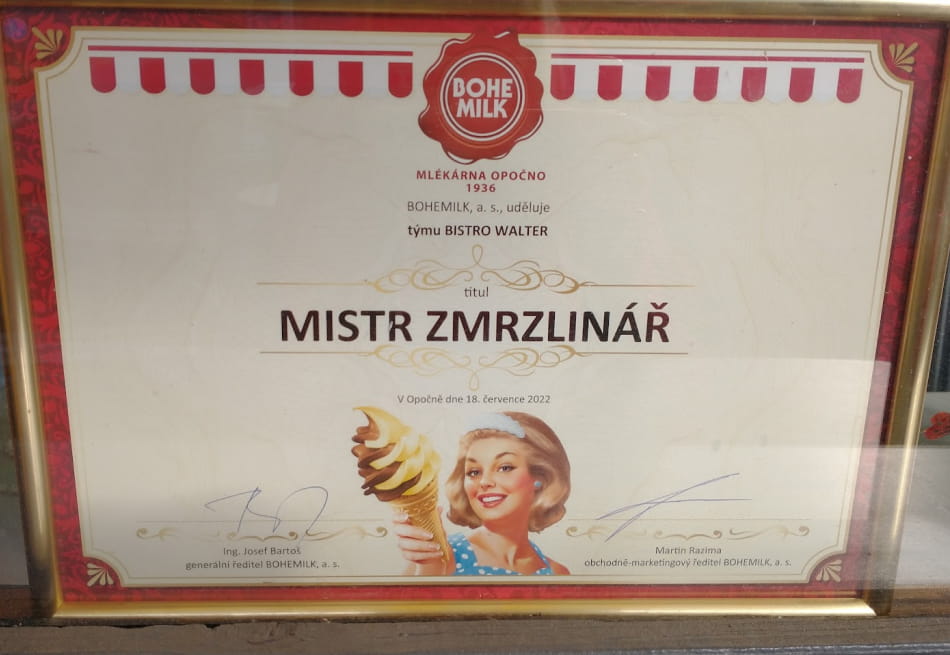 BOHE
MILK
MLÉKÁRNA OPOČNO
1936
BOHEMILK, a. s., uděluje
týmu BISTRO WALTER
titul
MISTR ZMRZLINÁŘ
V Opočně dne 18. července 2022
Ing. Josef Bartoš
generální ředitel BOHEMILK, a. s.
Martin Razima
obchodně-marketingový ředitel BOHEMILK, a. s.